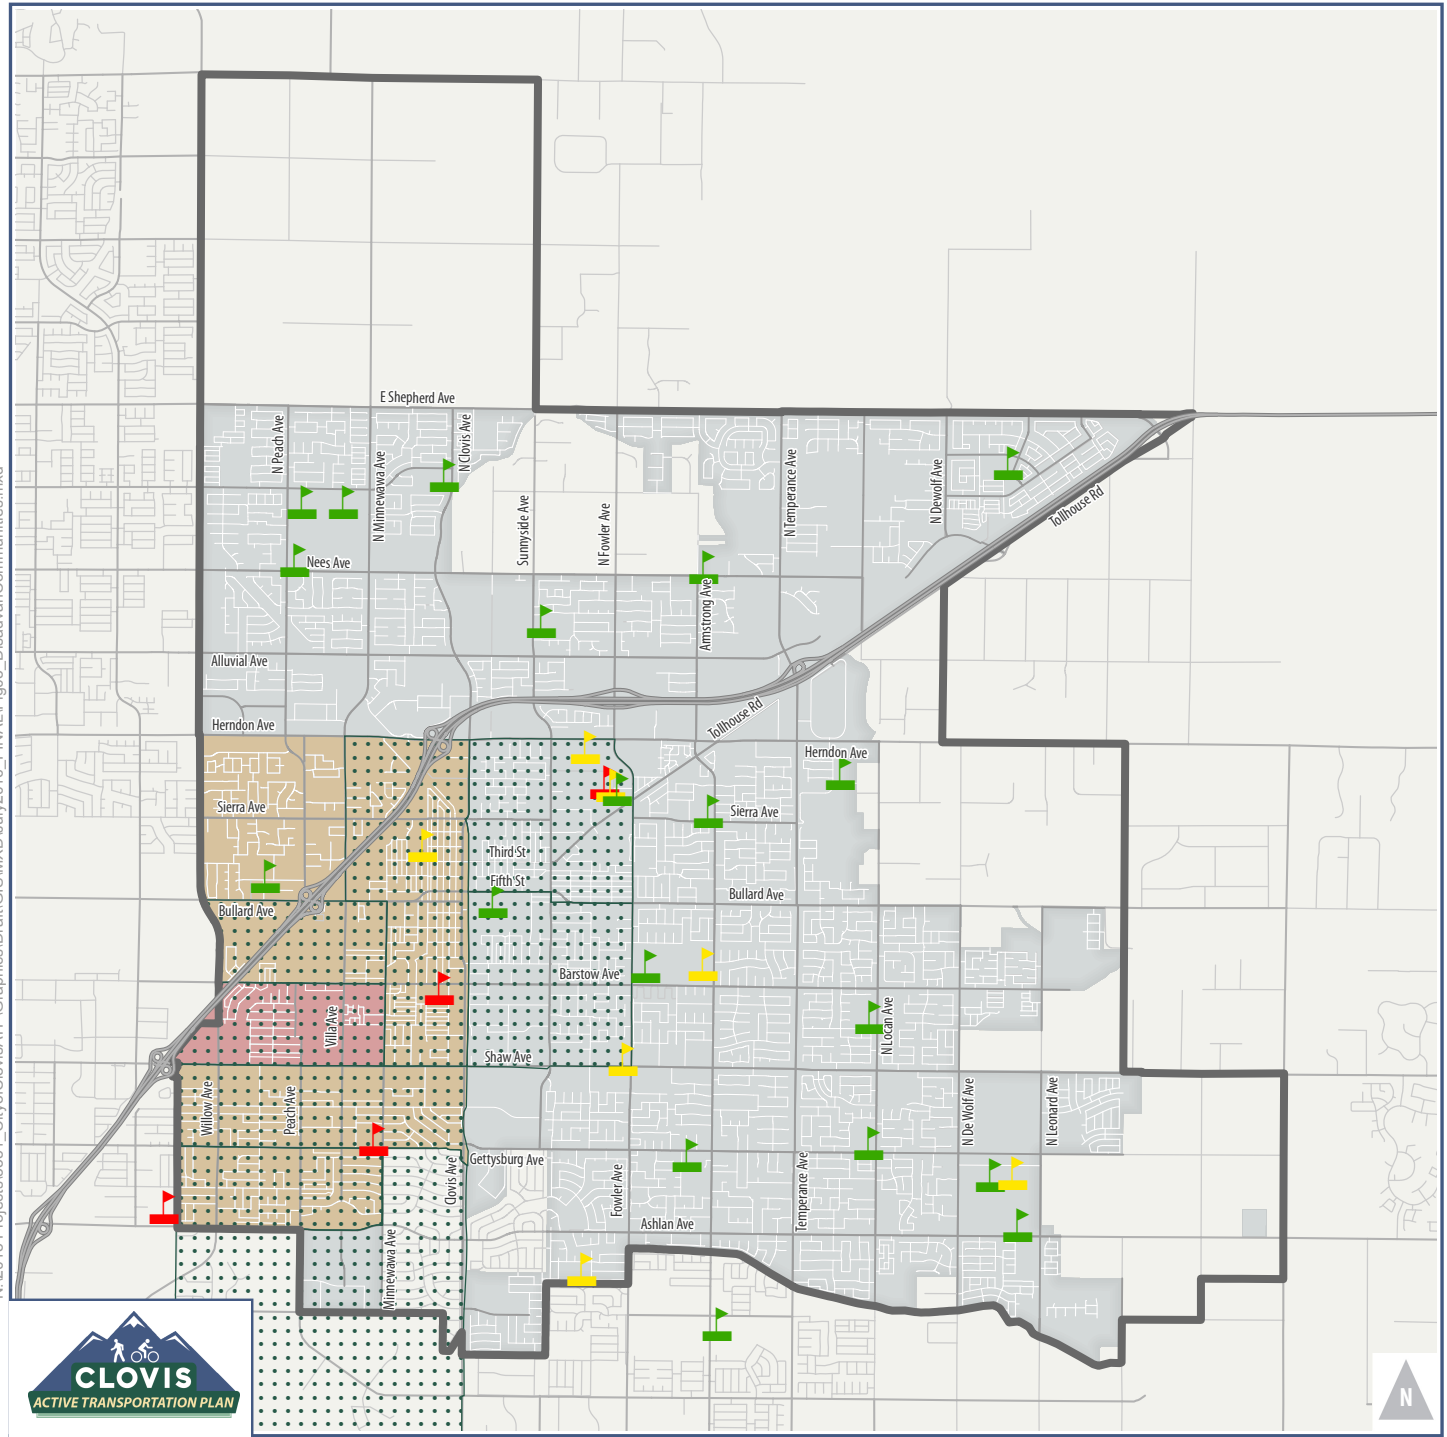 E Shepherd Ave
N Peach Ave
N Minnewawa Ave
N Clovis Ave
Sunnyside Ave
N Fowler Ave
N Temperance Ave
N Dewolf Ave
Tollhouse Rd
Nees Ave
Armstrong Ave
Alluvial Ave
Herndon Ave
Tollhouse Rd
Herndon Ave
Sierra Ave
Sierra Ave
Third St
Fifth St
Bullard Ave
Bullard Ave
Barstow Ave
Villa Ave
N Locan Ave
Shaw Ave
Willow Ave
Peach Ave
N De Wolf Ave
N Leonard Ave
Gettysburg Ave
Clovis Ave
Fowler Ave
Temperance Ave
Ashlan Ave
Minnewawa Ave
CLOVIS
ACTIVE TRANSPORTATION PLAN
N